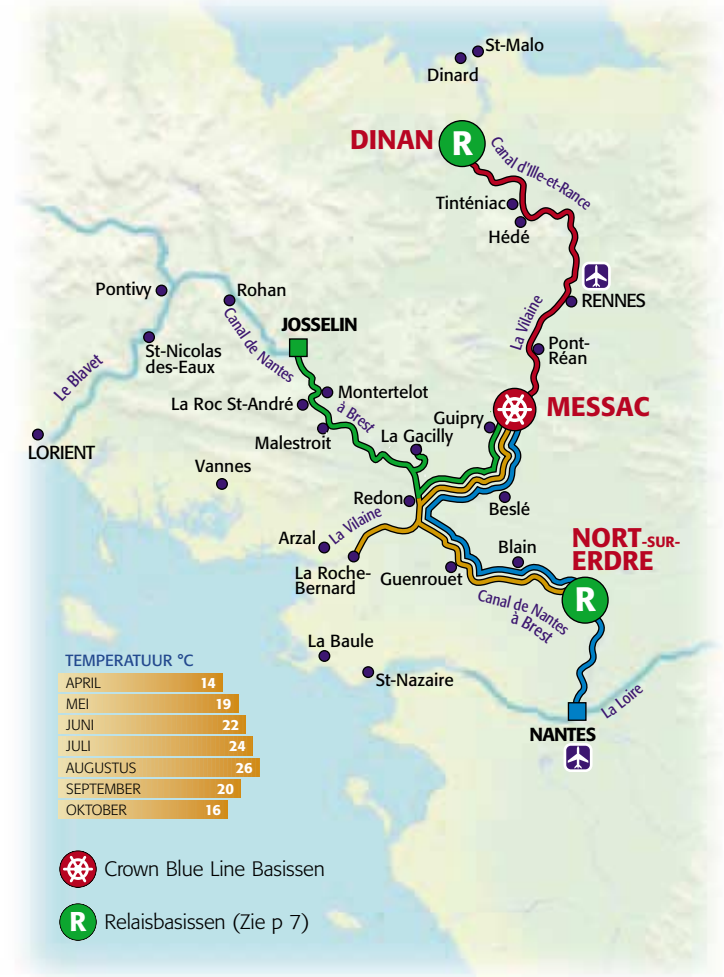 St-Malo
Dinard
DINAN
R
Canal d'Ille-et-Rance
Tinténiac
Hédé
Pontivy
Rohan
RENNES
JOSSELIN
La Vilaine
Canal de Nantes
St-Nicolas
des-Eaux
Pont-
Réan
Le Blavet
Montertelot
La Roc St-André
à Brest
MESSAC
Guipry
LORIENT
Malestroit
La Gacilly
Vannes
Redon
Beslé
La Vilaine
Arzal
NORT-SUR-
ERDRE
Blain
La Roche-
Bernard
Guenrouet
R
Canal de Nantes
à Brest
La Baule
St-Nazaire
La Loire
NANTES
TEMPERATUUR °C
APRIL 14
MEI 19
JUNI 22
JULI 24
AUGUSTUS 26
SEPTEMBER 20
OKTOBER 16
Crown Blue Line Basissen
R Relaisbasissen (Zie p 7)